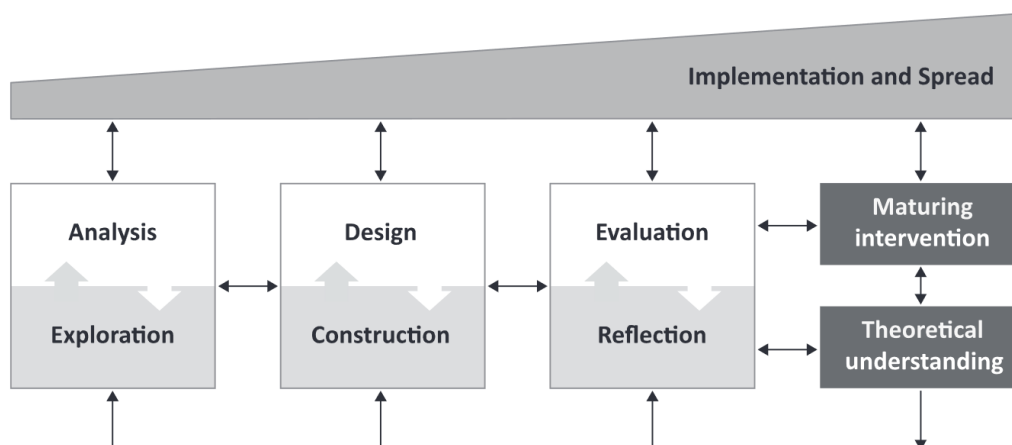 Implementation and Spread
Analysis
Exploration
Design
Construction
Evaluation
Reflection
Maturing
intervention
Theoretical
understanding